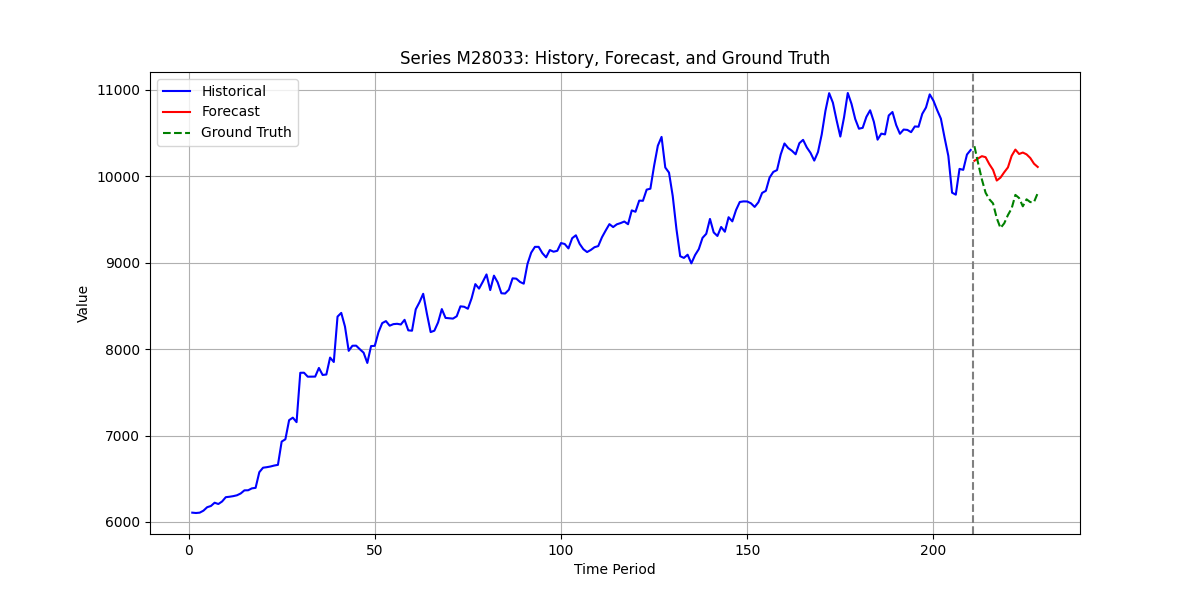 Series M28033: History, Forecast, and Ground Truth
Historical
Forecast
Ground Truth
11000
10000
9000
8000
7000
6000
Value
0 50 100 150 200
Time Period